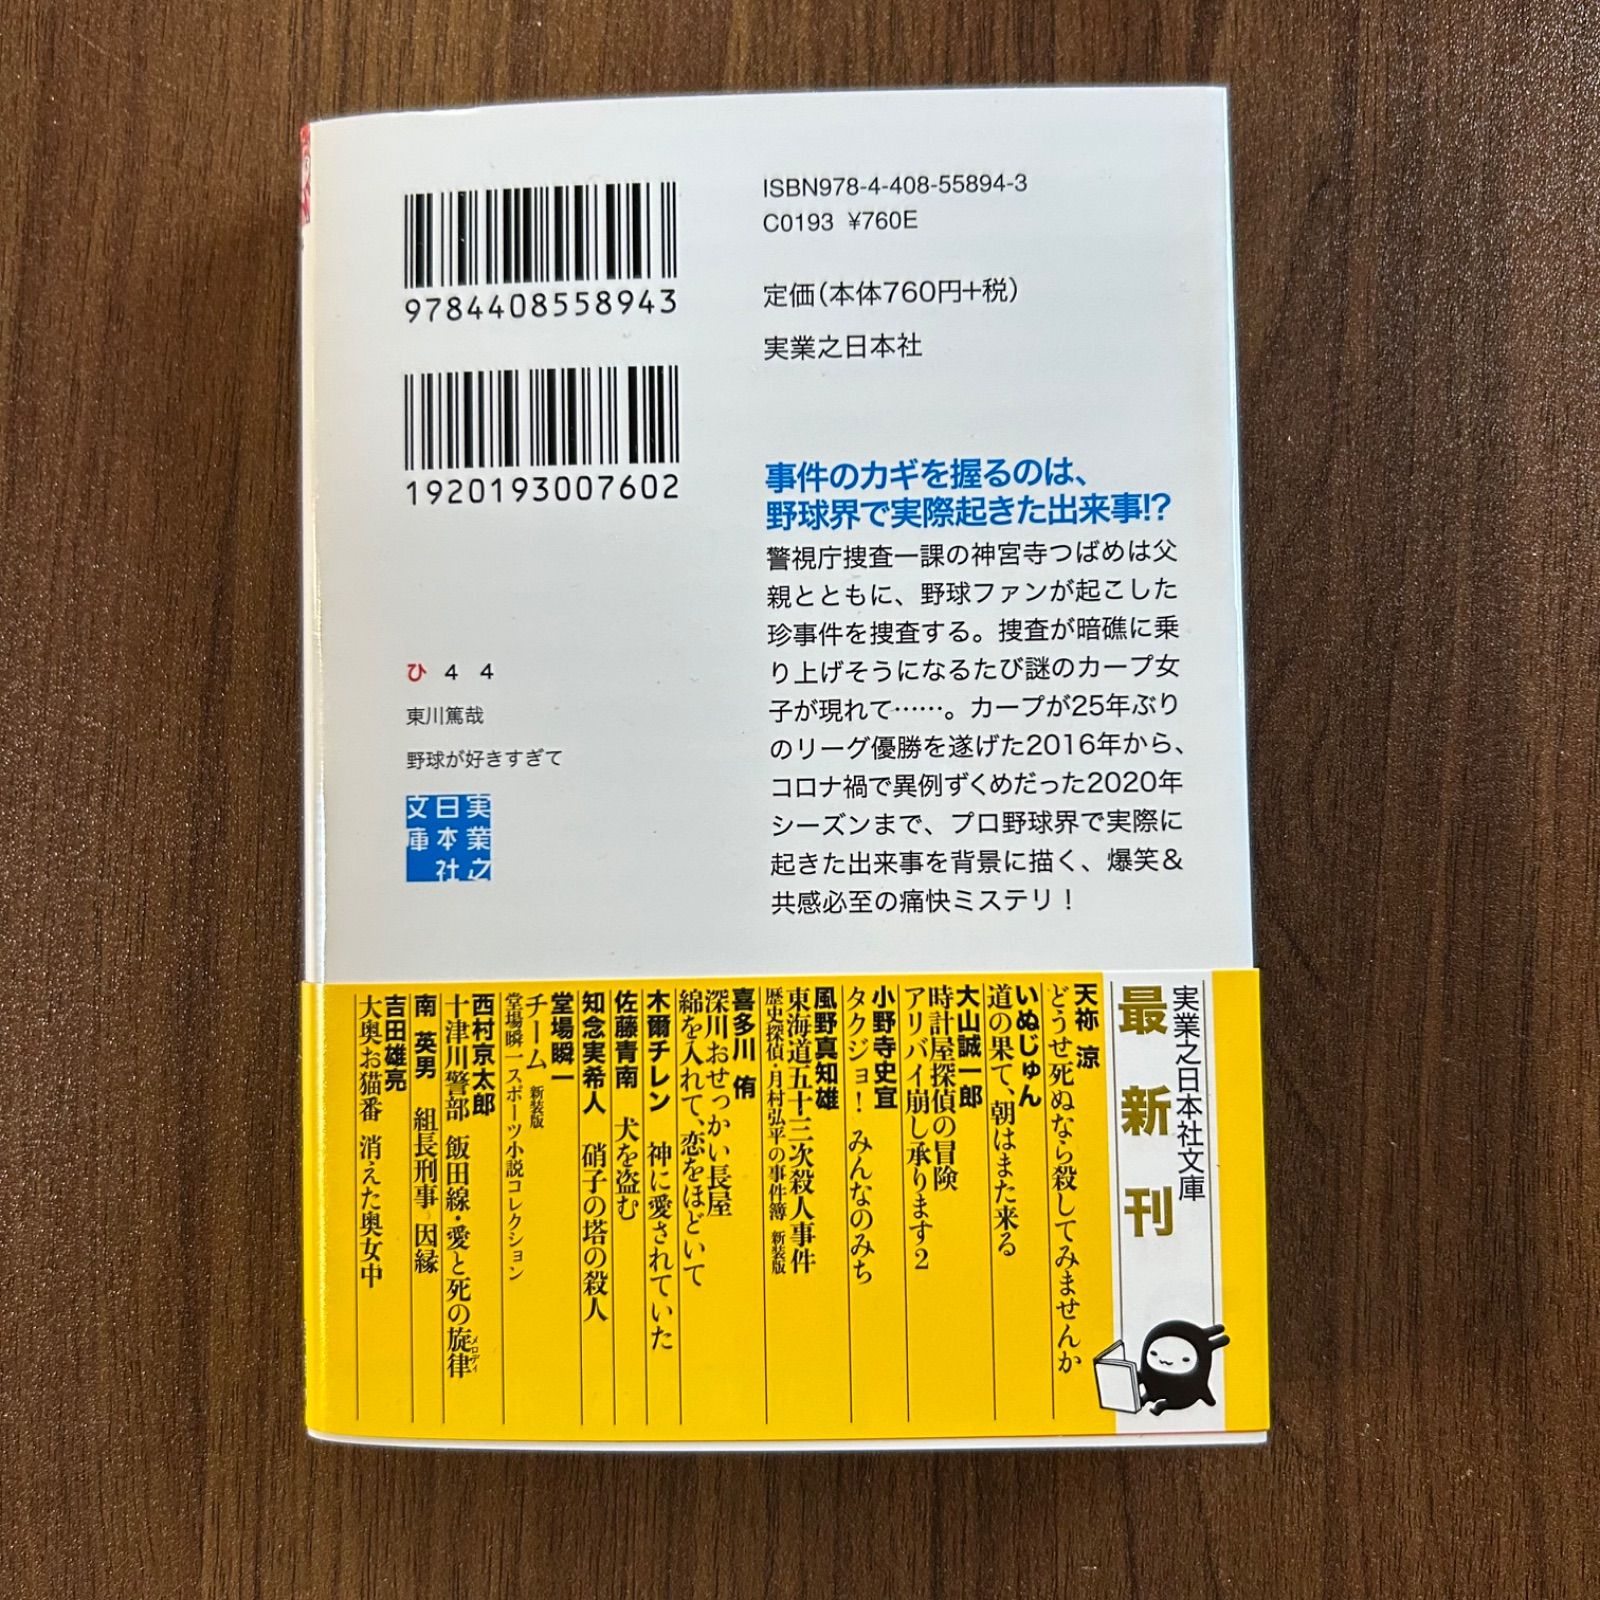 ISBN978-4-408-55894-3
C0193 ¥760E
定価(本体760円+税)
実業之日本社
9784408558943
1920193007602
事件のカギを握るのは、
野球界で実際起きた出来事!?
警視庁捜査一課の神宮寺つばめは父
親とともに、野球ファンが起こした
珍事件を捜査する。捜査が暗礁に乗
り上げそうになるたび謎のカープ女
子が現れて……。カープが25年ぶり
のリーグ優勝を遂げた2016年から、
コロナ禍で異例ずくめだった2020年
シーズンまで、プロ野球界で実際に
起きた出来事を背景に描く、爆笑＆
共感必至の痛快ミステリ！
ひ 4 4
東川篤哉
野球が好きすぎて
実業之
日本社
文庫
実業之日本社文庫
最新刊
天祢 涼
どうせ死ぬなら殺してみませんか
いぬじゅん
道の果て、朝はまた来る
大山誠一郎
時計屋探偵の冒険
アリバイ崩し承ります2
小野寺史宜
タクジョ！ みんなのみち
風野真知雄
東海道五十三次殺人事件
歴史探偵・月村弘平の事件簿 新装版
喜多川 侑
深川おせっかい長屋
綿を入れて、恋をほどいて
木爾チレン 神に愛されていた
佐藤青南 犬を盗む
知念実希人 硝子の塔の殺人
堂場瞬一
チーム 新装版
堂場瞬一スポーツ小説コレクション
西村京太郎
十津川警部 飯田線・愛と死の旋律
メロディ
南 英男 組長刑事 因縁
吉田雄亮
大奥お猫番 消えた奥女中